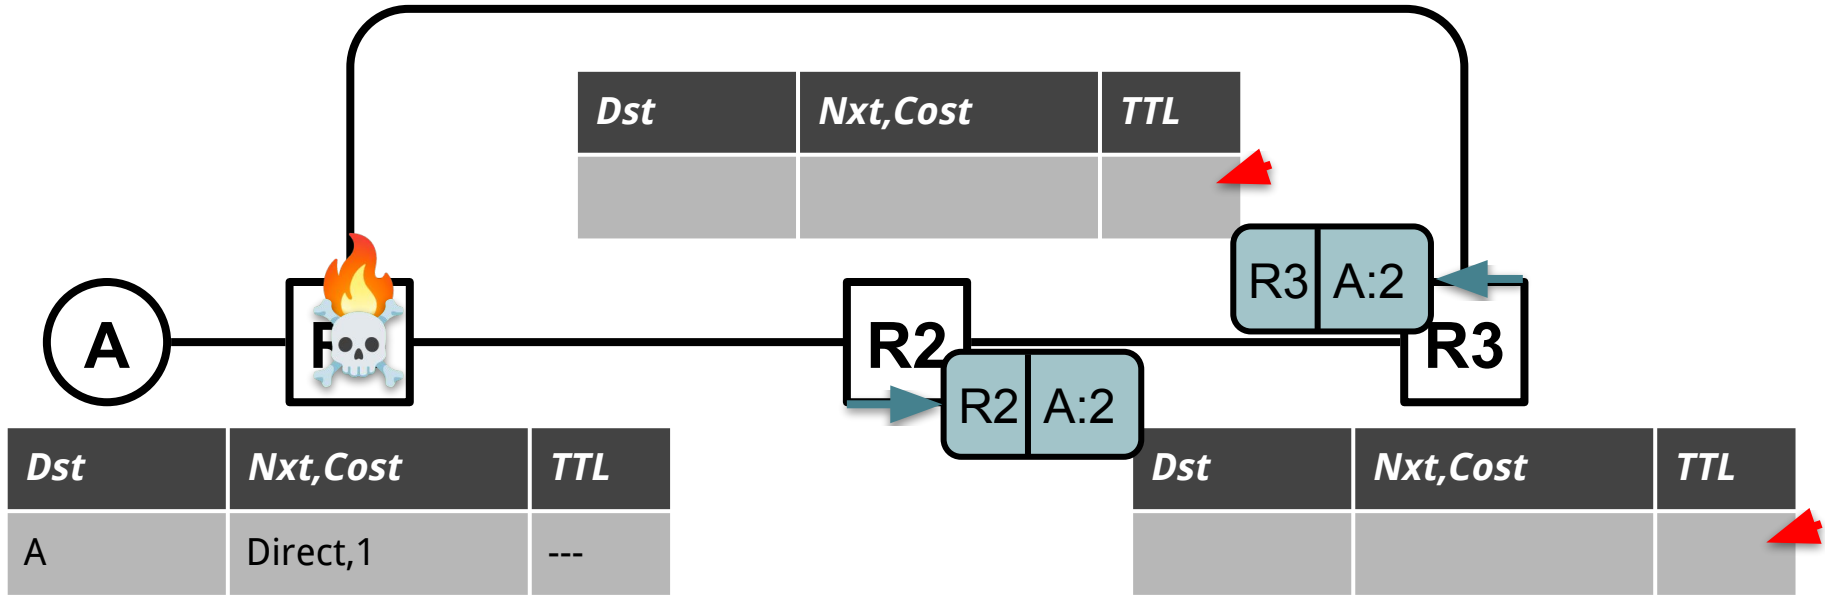 Dst Nxt,Cost TTL
R3 A:2
A R2 R3
R2 A:2
Dst Nxt,Cost TTL
A Direct,1 ---
Dst Nxt,Cost TTL